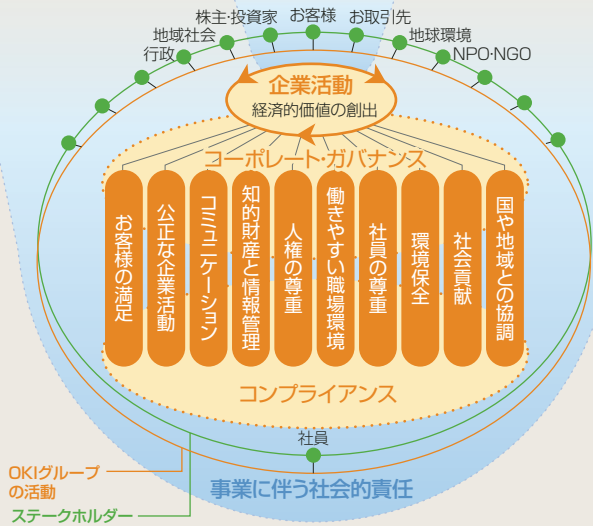 お客様
株主・投資家
お取引先
地域社会
地球環境
行政
NPO・NGO
企業活動
経済的価値の創出
コーポレート・ガバナンス
お客様の満足
公正な企業活動
コミュニケーション
知的財産と情報管理
人権の尊重
働きやすい職場環境
社員の尊重
環境保全
社会貢献
国や地域との協調
コンプライアンス
社員
OKIグループ
の活動
事業に伴う社会的責任
ステークホルダー